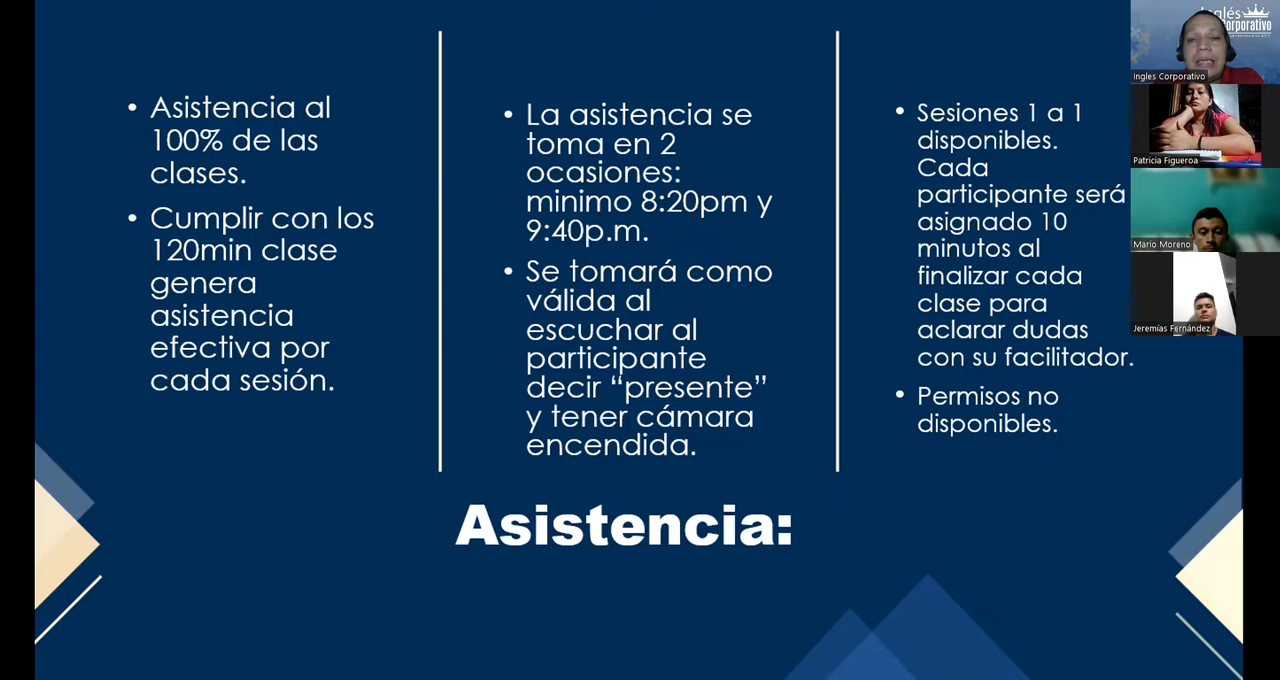 • Asistencia al
100% de las
clases.
• Cumplir con los
120min clase
genera
asistencia
efectiva por
cada sesión.
• La asistencia se
toma en 2
ocasiones:
minimo 8:20pm y
9:40p.m.
• Se tomará como
válida al
escuchar al
participante
decir “presente”
y tener cámara
encendida.
• Sesiones 1 a 1
disponibles.
Cada
participante será
asignado 10
minutos al
finalizar cada
clase para
aclarar dudas
con su facilitador.
• Permisos no
disponibles.
Asistencia:
Inglés
Corporativo
Ingles Corporativo
Patricia Figueroa
Mario Moreno
Jeremías Fernández